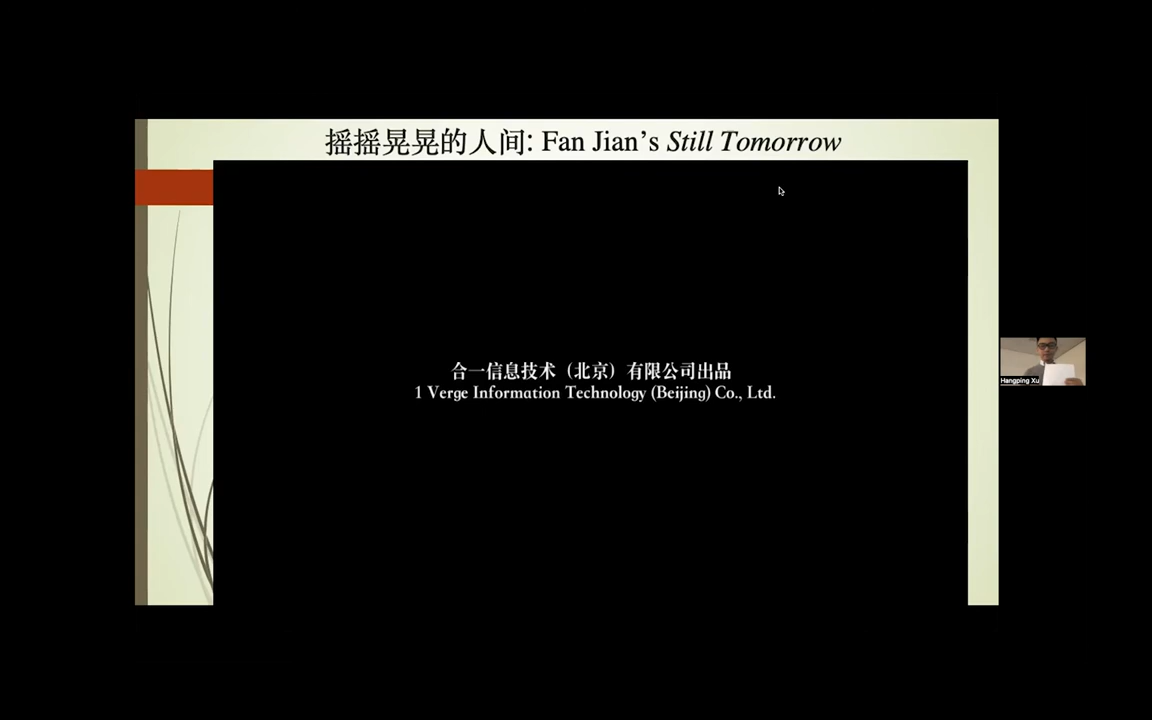 摇摇晃晃的人间: Fan Jian’s Still Tomorrow
合一信息技术（北京）有限公司出品
1 Verge Information Technology (Beijing) Co., Ltd.
Hangping Xu